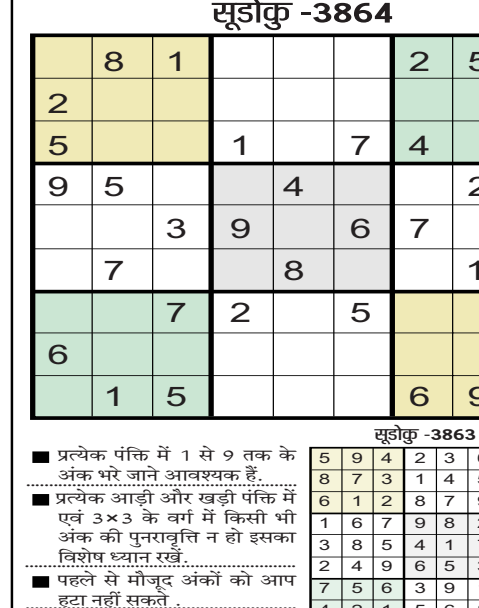 सूडोकु -3864
8 1 2 5
2
5 1 7 4
9 5 4 2
3 9 6 7
7 8 1
7 2 5
6
1 5 6 9
■ प्रत्येक पंक्ति में 1 से 9 तक के
अंक भरे जाने आवश्यक हैं.
■ प्रत्येक आड़ी और खड़ी पंक्ति में
एवं 3×3 के वर्ग में किसी भी
अंक की पुनरावृत्ति न हो इसका
विशेष ध्यान रखें.
■ पहले से मौजूद अंकों को आप
हटा नहीं सकते .
सूडोकु -3863
5 9 4 2 3
8 7 3 1 4
6 1 2 8 7
1 6 7 9 8
3 8 5 4 1
2 4 9 6 5
7 5 6 3 9